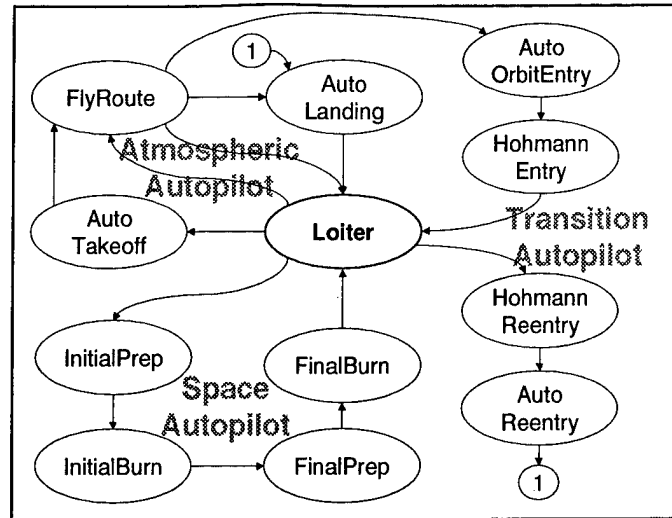 1
Auto
OrbitEntry
FlyRoute
Auto
Landing
Hohmann
Entry
Atmospheric
Autopilot
Auto
Takeoff
Loiter
Transition
Autopilot
Hohmann
Reentry
InitialPrep
FinalBurn
Space
Autopilot
Auto
Reentry
InitialBurn
FinalPrep
1